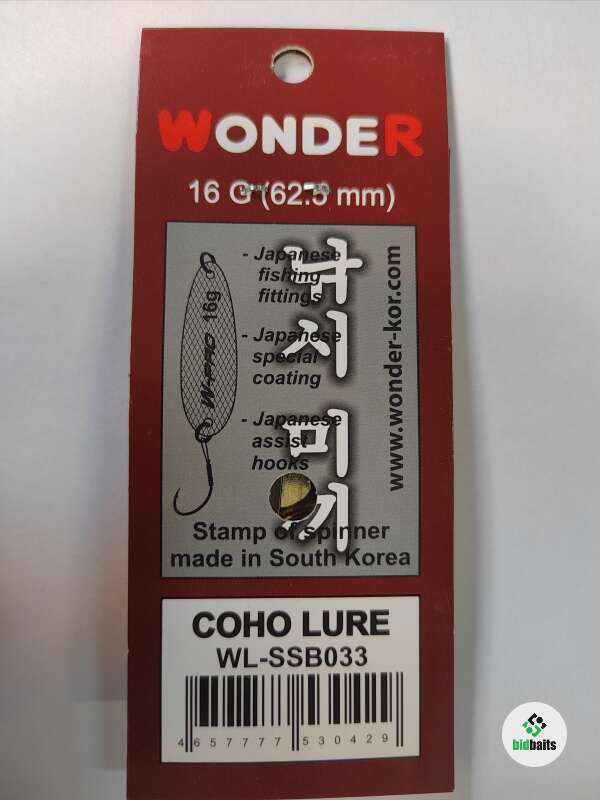 WONDER
16 G (62.5 mm)
- Japanese
fishing
fittings
- Japanese
special
coating
- Japanese
assist
hooks
낚시 미끼
www.wonder-kor.com
16g
W-PRO
Stamp of spinner
made in South Korea
COHO LURE
WL-SSB033
4 657777 530429
bidbaits